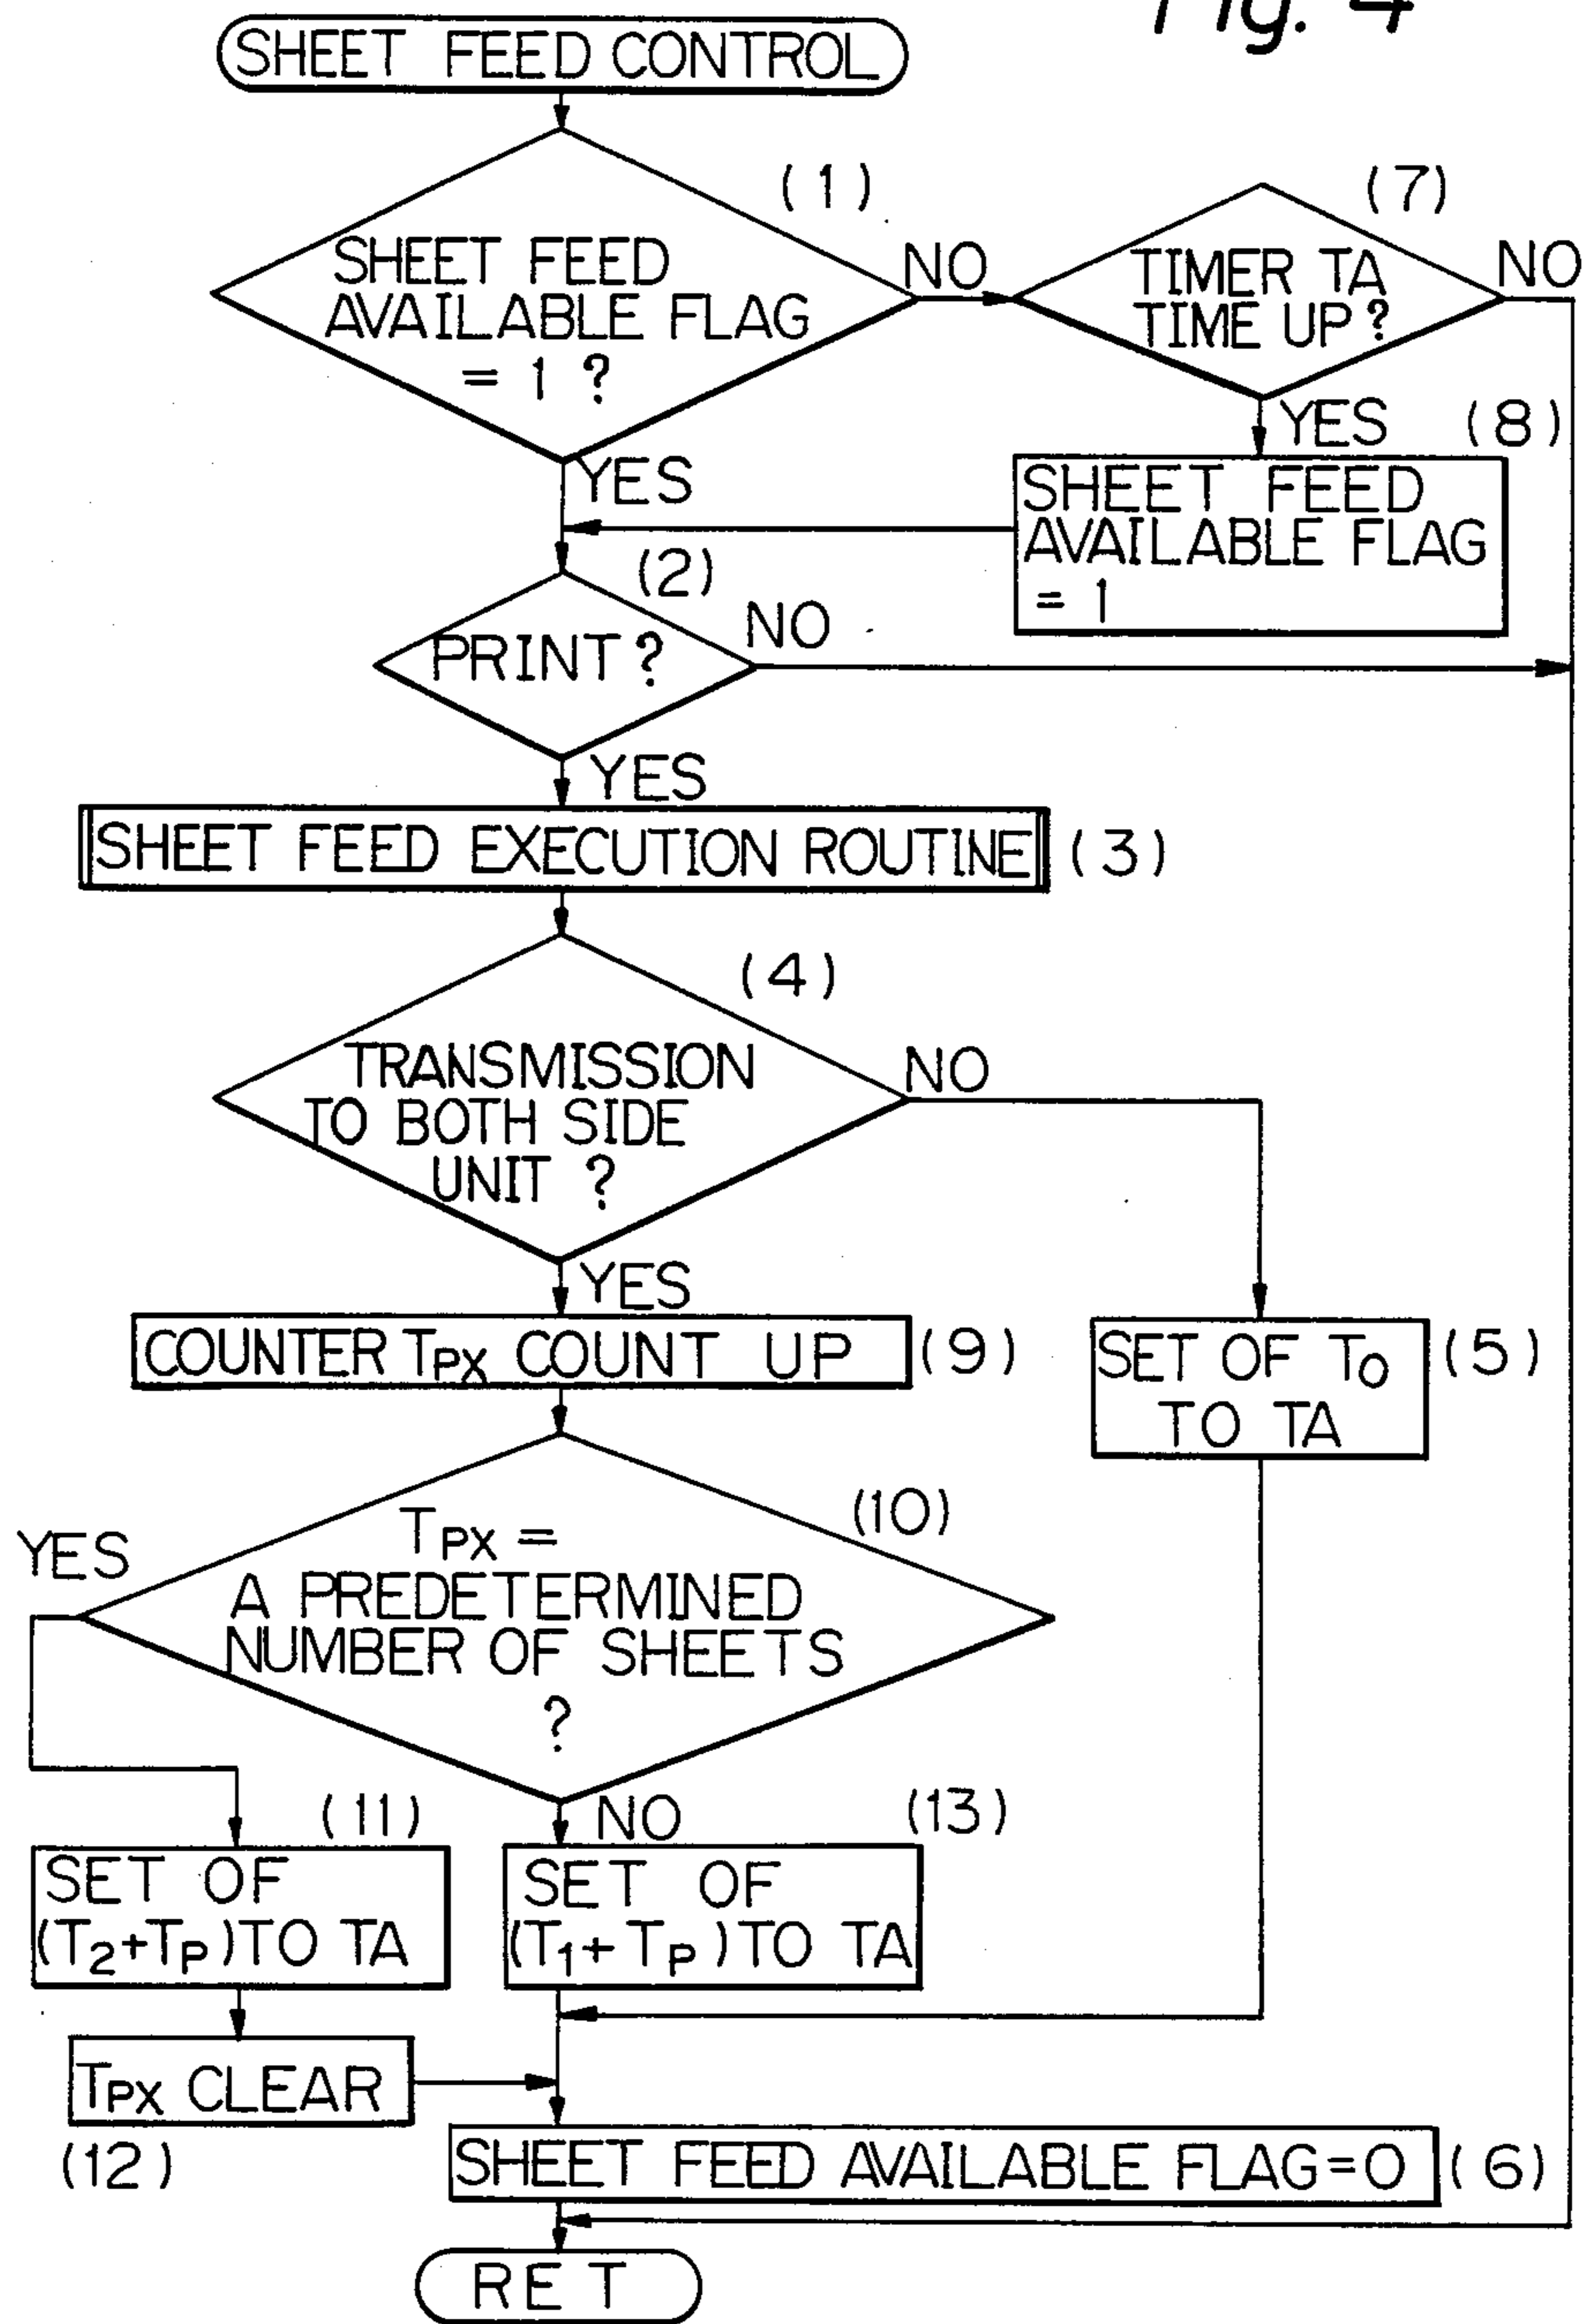 Fig. 4
SHEET FEED CONTROL
(1)
SHEET FEED
AVAILABLE FLAG
= 1 ?
NO
YES
(7)
TIMER TA
TIME UP?
NO
YES
(8)
SHEET FEED
AVAILABLE FLAG
= 1
(2)
PRINT?
NO
YES
SHEET FEED EXECUTION ROUTINE
(3)
(4)
TRANSMISSION
TO BOTH SIDE
UNIT ?
NO
YES
COUNTER TPX COUNT UP
(9)
SET OF TO
TO TA
(5)
(10)
TPX =
A PREDETERMINED
NUMBER OF SHEETS
?
YES
NO
(11)
SET OF
(T2+TP) TO TA
(13)
SET OF
(T1+TP) TO TA
TPX CLEAR
(12)
SHEET FEED AVAILABLE FLAG=0
(6)
RET